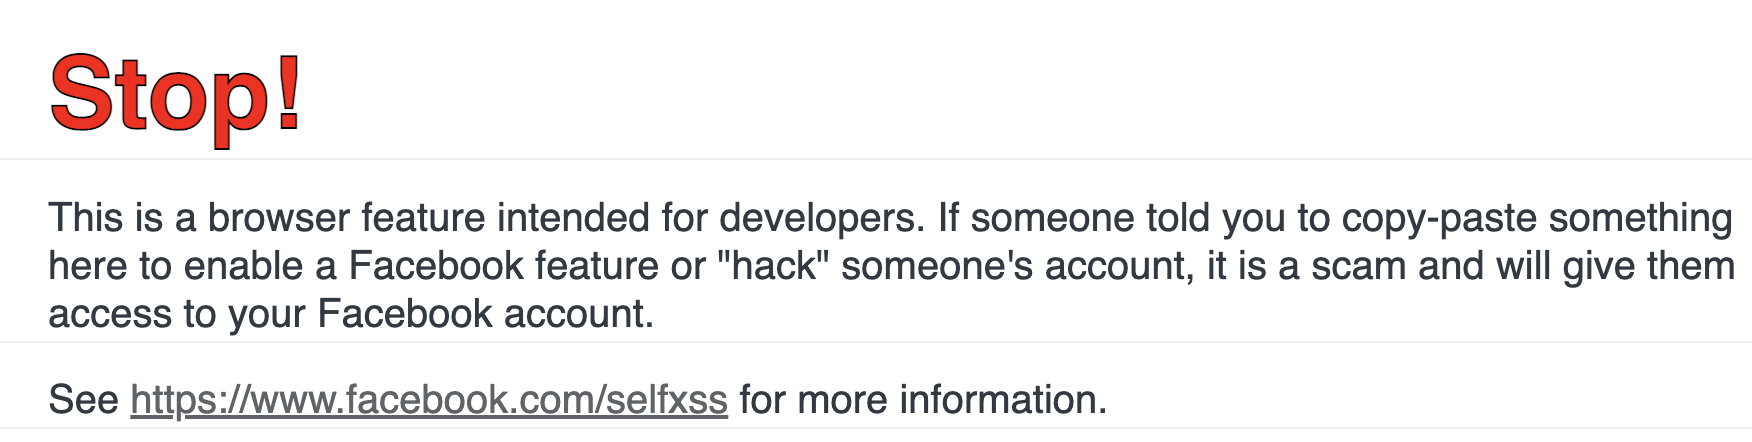 Stop!
This is a browser feature intended for developers. If someone told you to copy-paste something
here to enable a Facebook feature or "hack" someone's account, it is a scam and will give them
access to your Facebook account.
See https://www.facebook.com/selfxss for more information.